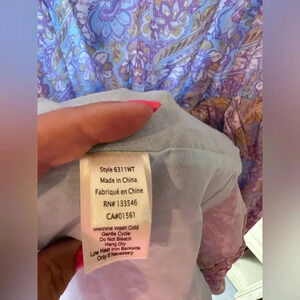 Style 6311WT
Made in China
Fabriqué en Chine
RN# 133546
CA#01561
Machine Wash Cold
Gentle Cycle
Do Not Bleach
Hang Dry
Low Heat Iron Backside
Only if Necessary